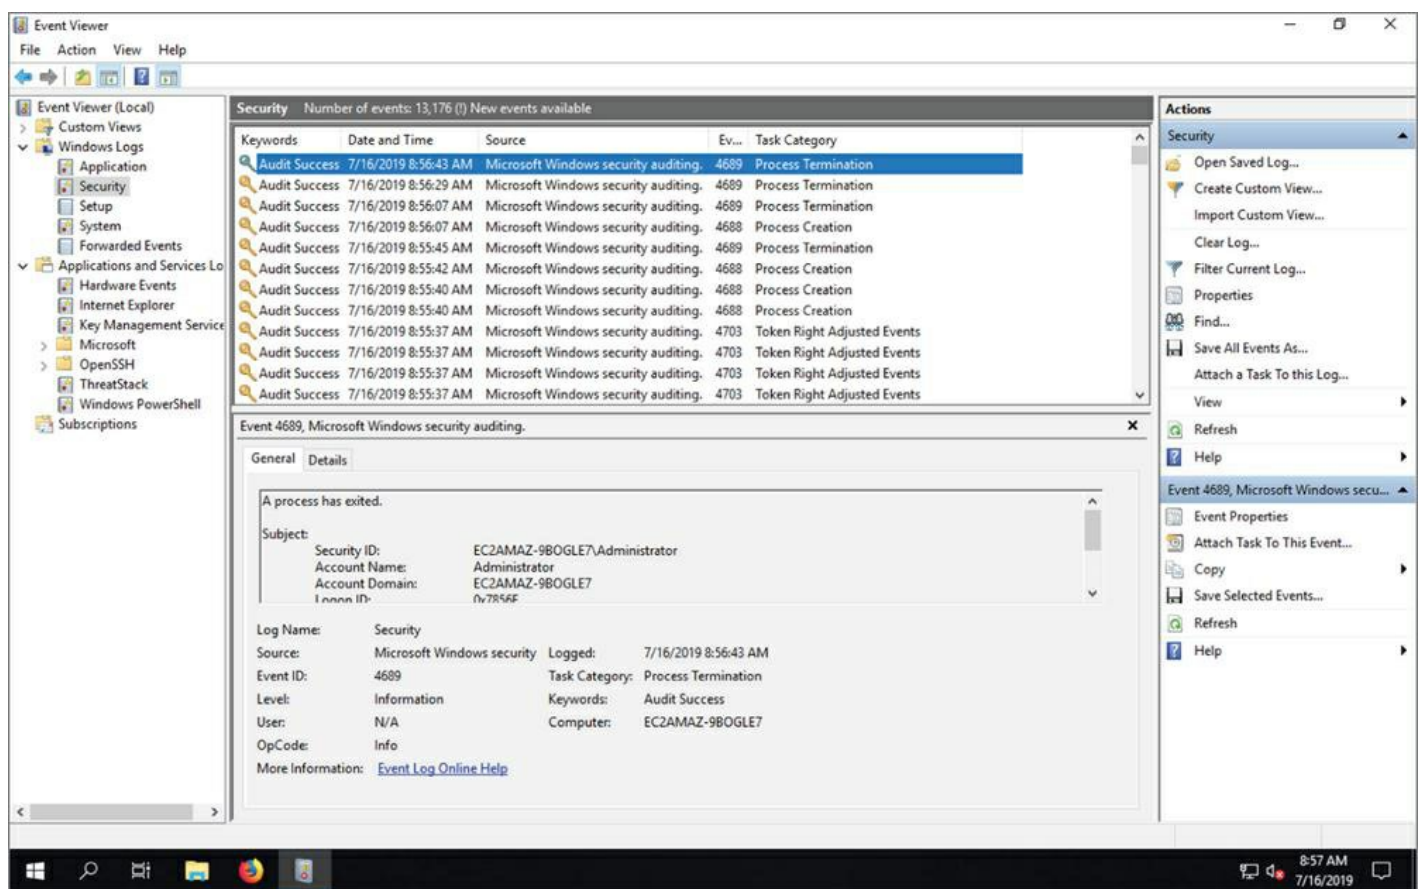 Event Viewer
File Action View Help
Event Viewer (Local)
Custom Views
Windows Logs
Application
Security
Setup
System
Forwarded Events
Applications and Services Lo
Hardware Events
Internet Explorer
Key Management Service
Microsoft
OpenSSH
ThreatStack
Windows PowerShell
Subscriptions
Security Number of events: 13,176 (!) New events available
Keywords Date and Time Source Ev... Task Category
Audit Success 7/16/2019 8:56:43 AM Microsoft Windows security auditing. 4689 Process Termination
Audit Success 7/16/2019 8:56:29 AM Microsoft Windows security auditing. 4689 Process Termination
Audit Success 7/16/2019 8:56:07 AM Microsoft Windows security auditing. 4689 Process Termination
Audit Success 7/16/2019 8:56:07 AM Microsoft Windows security auditing. 4688 Process Creation
Audit Success 7/16/2019 8:55:45 AM Microsoft Windows security auditing. 4689 Process Termination
Audit Success 7/16/2019 8:55:42 AM Microsoft Windows security auditing. 4688 Process Creation
Audit Success 7/16/2019 8:55:40 AM Microsoft Windows security auditing. 4688 Process Creation
Audit Success 7/16/2019 8:55:40 AM Microsoft Windows security auditing. 4688 Process Creation
Audit Success 7/16/2019 8:55:37 AM Microsoft Windows security auditing. 4703 Token Right Adjusted Events
Audit Success 7/16/2019 8:55:37 AM Microsoft Windows security auditing. 4703 Token Right Adjusted Events
Audit Success 7/16/2019 8:55:37 AM Microsoft Windows security auditing. 4703 Token Right Adjusted Events
Audit Success 7/16/2019 8:55:37 AM Microsoft Windows security auditing. 4703 Token Right Adjusted Events
Event 4689, Microsoft Windows security auditing.
General Details
A process has exited.
Subject:
Security ID: EC2AMAZ-9BOGLE7\Administrator
Account Name: Administrator
Account Domain: EC2AMAZ-9BOGLE7
Logon ID: 0x7856F
Log Name: Security
Source: Microsoft Windows security Logged: 7/16/2019 8:56:43 AM
Event ID: 4689 Task Category: Process Termination
Level: Information Keywords: Audit Success
User: N/A Computer: EC2AMAZ-9BOGLE7
OpCode: Info
More Information: Event Log Online Help
Actions
Security
Open Saved Log...
Create Custom View...
Import Custom View...
Clear Log...
Filter Current Log...
Properties
Find...
Save All Events As...
Attach a Task To this Log...
View
Refresh
Help
Event 4689, Microsoft Windows secu...
Event Properties
Attach Task To This Event...
Copy
Save Selected Events...
Refresh
Help
8:57 AM
7/16/2019